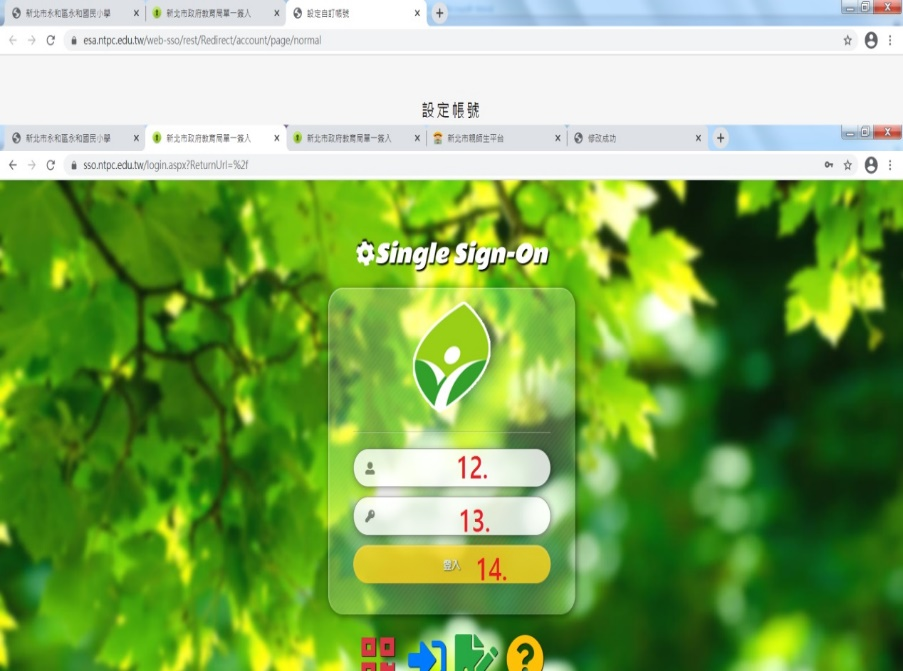 新北市永和區永和國民小學 新北市政府教育局單一簽入 設定自訂帳號
esa.ntpc.edu.tw/web-sso/rest/Redirect/account/page/normal
設定帳號
新北市永和區永和國民小學 新北市政府教育局單一簽入 新北市政府教育局單一簽入 新北市親師生平台 修改成功
sso.ntpc.edu.tw/login.aspx?ReturnUrl=%2f
Single Sign-On
12.
13.
登入 14.